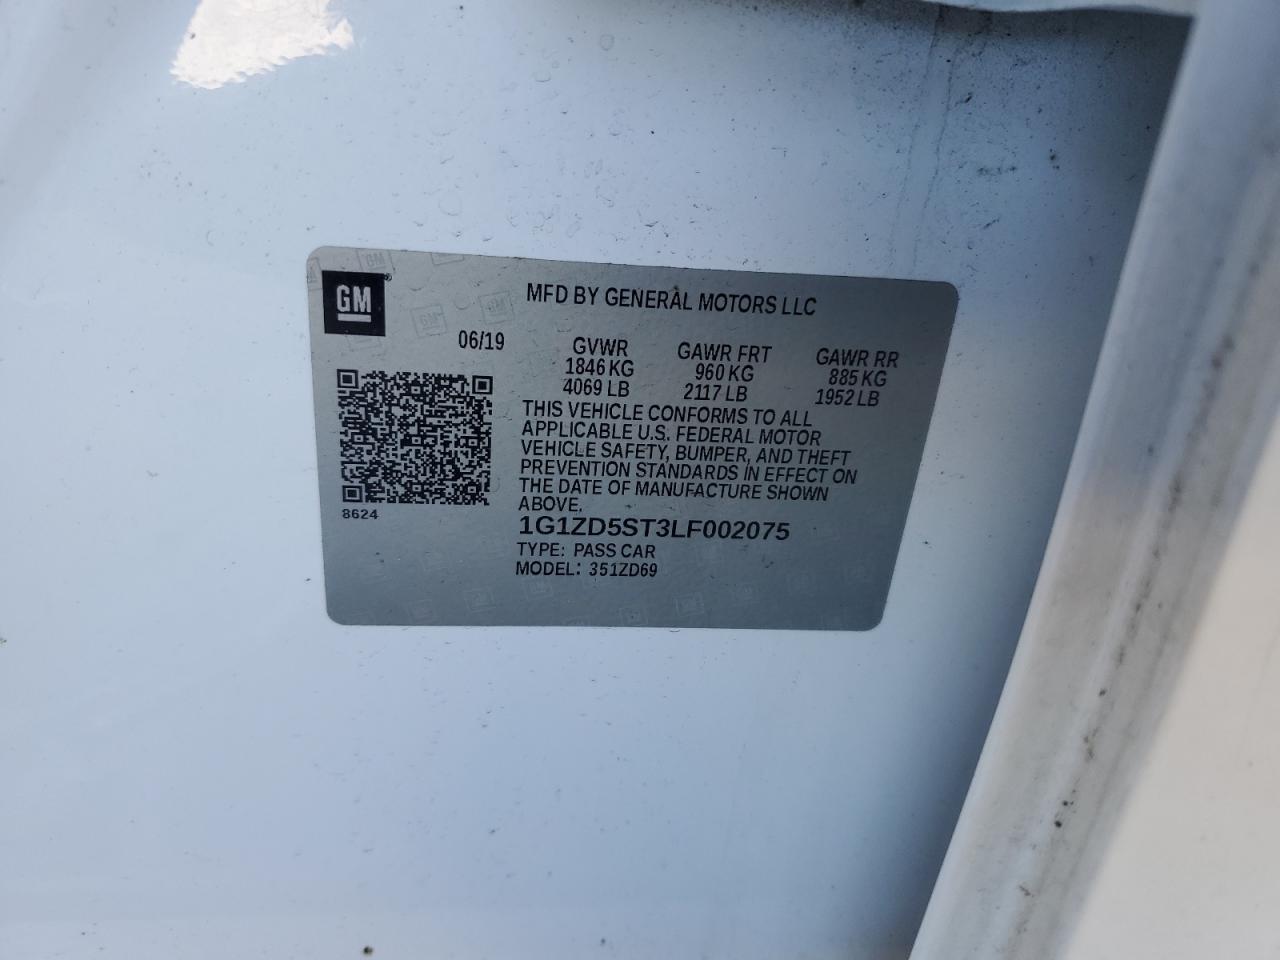 GM®
MFD BY GENERAL MOTORS LLC
06/19
GVWR GAWR FRT GAWR RR
1846 KG 960 KG 885 KG
4069 LB 2117 LB 1952 LB
THIS VEHICLE CONFORMS TO ALL
APPLICABLE U.S. FEDERAL MOTOR
VEHICLE SAFETY, BUMPER, AND THEFT
PREVENTION STANDARDS IN EFFECT ON
THE DATE OF MANUFACTURE SHOWN
ABOVE.
8624
1G1ZD5ST3LF002075
TYPE: PASS CAR
MODEL: 351ZD69